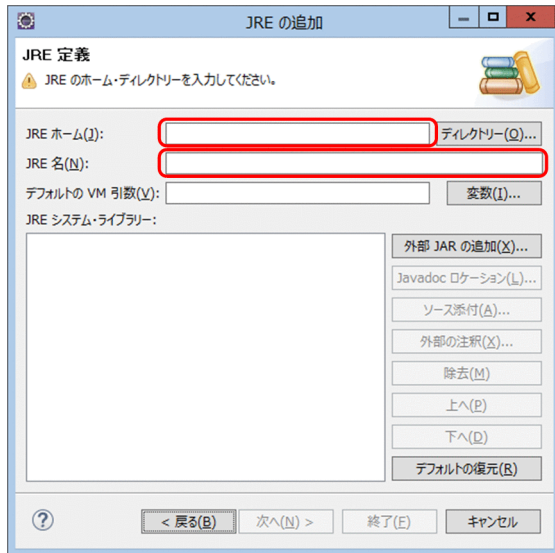 JRE の追加
JRE 定義
JRE のホーム・ディレクトリーを入力してください。
JRE ホーム(J):
ディレクトリー(O)...
JRE 名(N):
デフォルトの VM 引数(V):
変数(I)...
JRE システム・ライブラリー:
外部 JAR の追加(X)...
Javadoc ロケーション(L)...
ソース添付(A)...
外部の注釈(X)...
除去(M)
上へ(P)
下へ(D)
デフォルトの復元(R)
< 戻る(B)
次へ(N) >
終了(F)
キャンセル